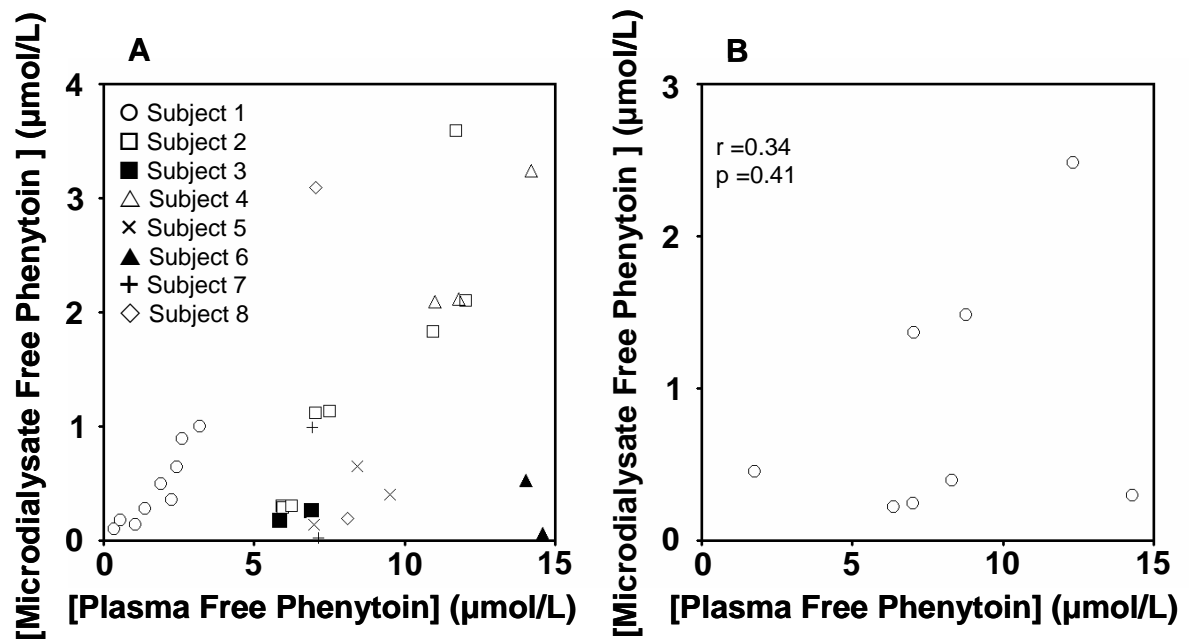 A
[Microdialysate Free Phenytoin ] (µmol/L)
4
3
2
1
0
Subject 1
Subject 2
Subject 3
Subject 4
Subject 5
Subject 6
Subject 7
Subject 8
0 5 10 15
[Plasma Free Phenytoin] (µmol/L)
B
[Microdialysate Free Phenytoin ] (µmol/L)
3
2
1
0
r =0.34
p =0.41
0 5 10 15
[Plasma Free Phenytoin] (µmol/L)